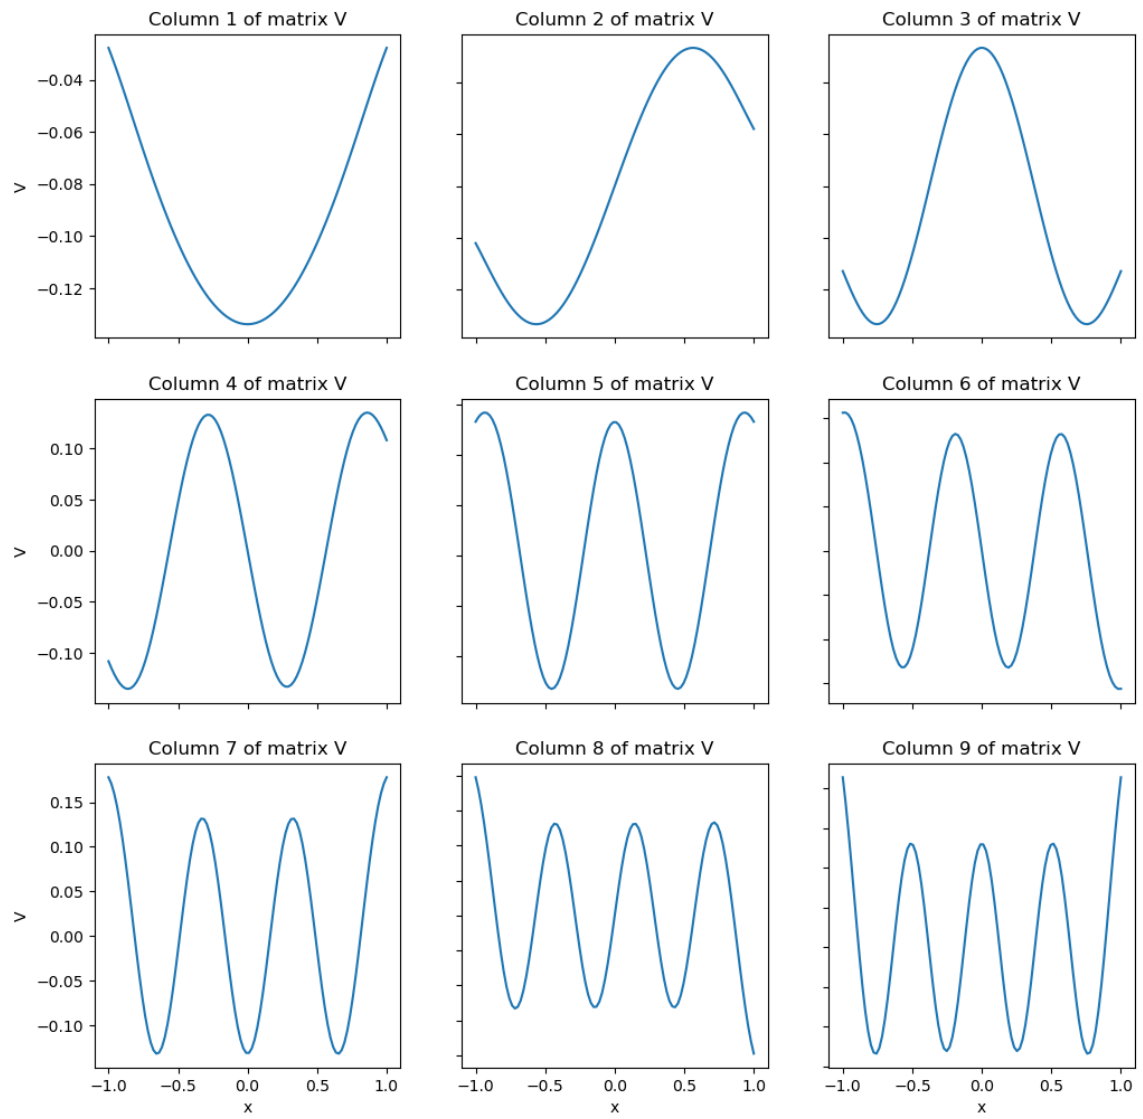 Column 1 of matrix V Column 2 of matrix V Column 3 of matrix V
V
−0.04
−0.06
−0.08
−0.10
−0.12
Column 4 of matrix V Column 5 of matrix V Column 6 of matrix V
V
0.10
0.05
0.00
−0.05
−0.10
Column 7 of matrix V Column 8 of matrix V Column 9 of matrix V
V
0.15
0.10
0.05
0.00
−0.05
−0.10
−1.0 −0.5 0.0 0.5 1.0 −1.0 −0.5 0.0 0.5 1.0 −1.0 −0.5 0.0 0.5 1.0
x x x